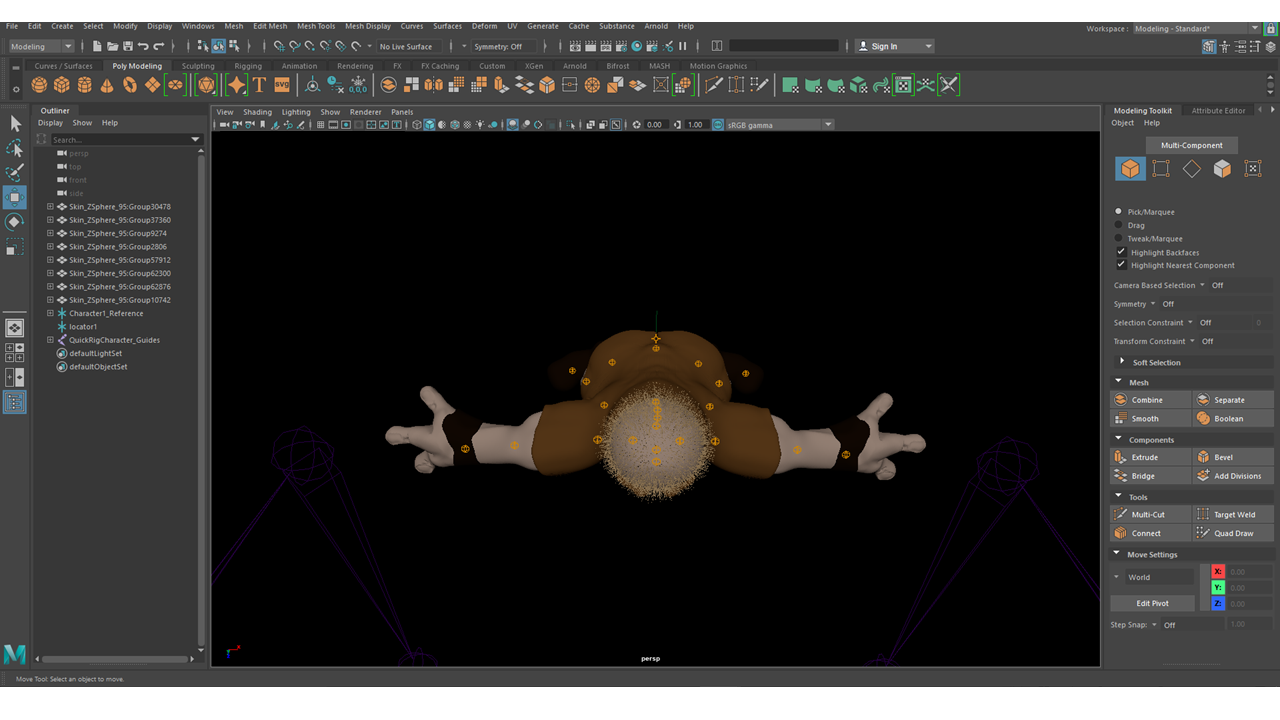 File Edit Create Select Modify Display Windows Mesh Edit Mesh Mesh Tools Mesh Display Curves Surfaces Deform UV Generate Cache Substance Arnold Help
Workspace: Modeling - Standard*
Modeling No Live Surface Symmetry: Off Sign In
Curves / Surfaces Poly Modeling Sculpting Rigging Animation Rendering FX FX Caching Custom XGen Arnold Bifrost MASH Motion Graphics
SVG
0,0,0
Outliner
Display Show Help
Search...
persp
top
front
side
Skin_ZSphere_95:Group30478
Skin_ZSphere_95:Group37360
Skin_ZSphere_95:Group9274
Skin_ZSphere_95:Group2806
Skin_ZSphere_95:Group57912
Skin_ZSphere_95:Group62300
Skin_ZSphere_95:Group62876
Skin_ZSphere_95:Group10742
Character1_Reference
locator1
QuickRigCharacter_Guides
defaultLightSet
defaultObjectSet
View Shading Lighting Show Renderer Panels
0.00 1.00 sRGB gamma
persp
Modeling Toolkit Attribute Editor
Object Help
Multi-Component
Pick/Marquee
Drag
Tweak/Marquee
Highlight Backfaces
Highlight Nearest Component
Camera Based Selection Off
Symmetry Off
Selection Constraint Off 0
Transform Constraint Off
Soft Selection
Mesh
Combine Separate
Smooth Boolean
Components
Extrude Bevel
Bridge Add Divisions
Tools
Multi-Cut Target Weld
Connect Quad Draw
Move Settings
World X: 0.00
Y: 0.00
Edit Pivot Z: 0.00
Step Snap: Off 1.00
Move Tool: Select an object to move.